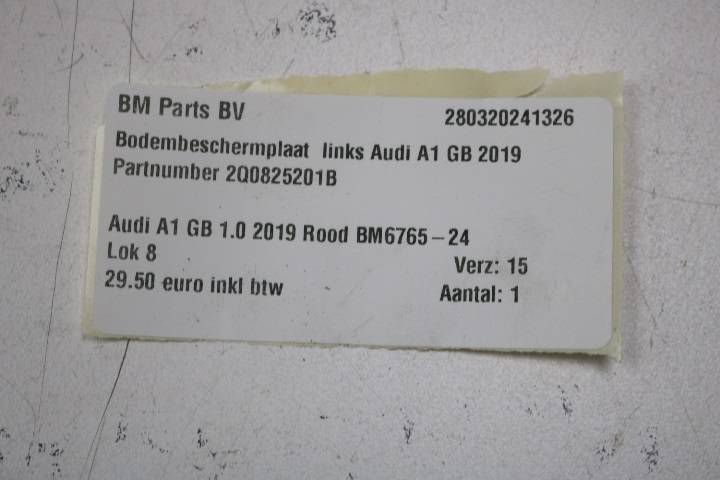 BM Parts BV 280320241326
Bodembeschermplaat links Audi A1 GB 2019
Partnumber 2Q0825201B
Audi A1 GB 1.0 2019 Rood BM6765-24
Lok 8 Verz: 15
29.50 euro inkl btw Aantal: 1